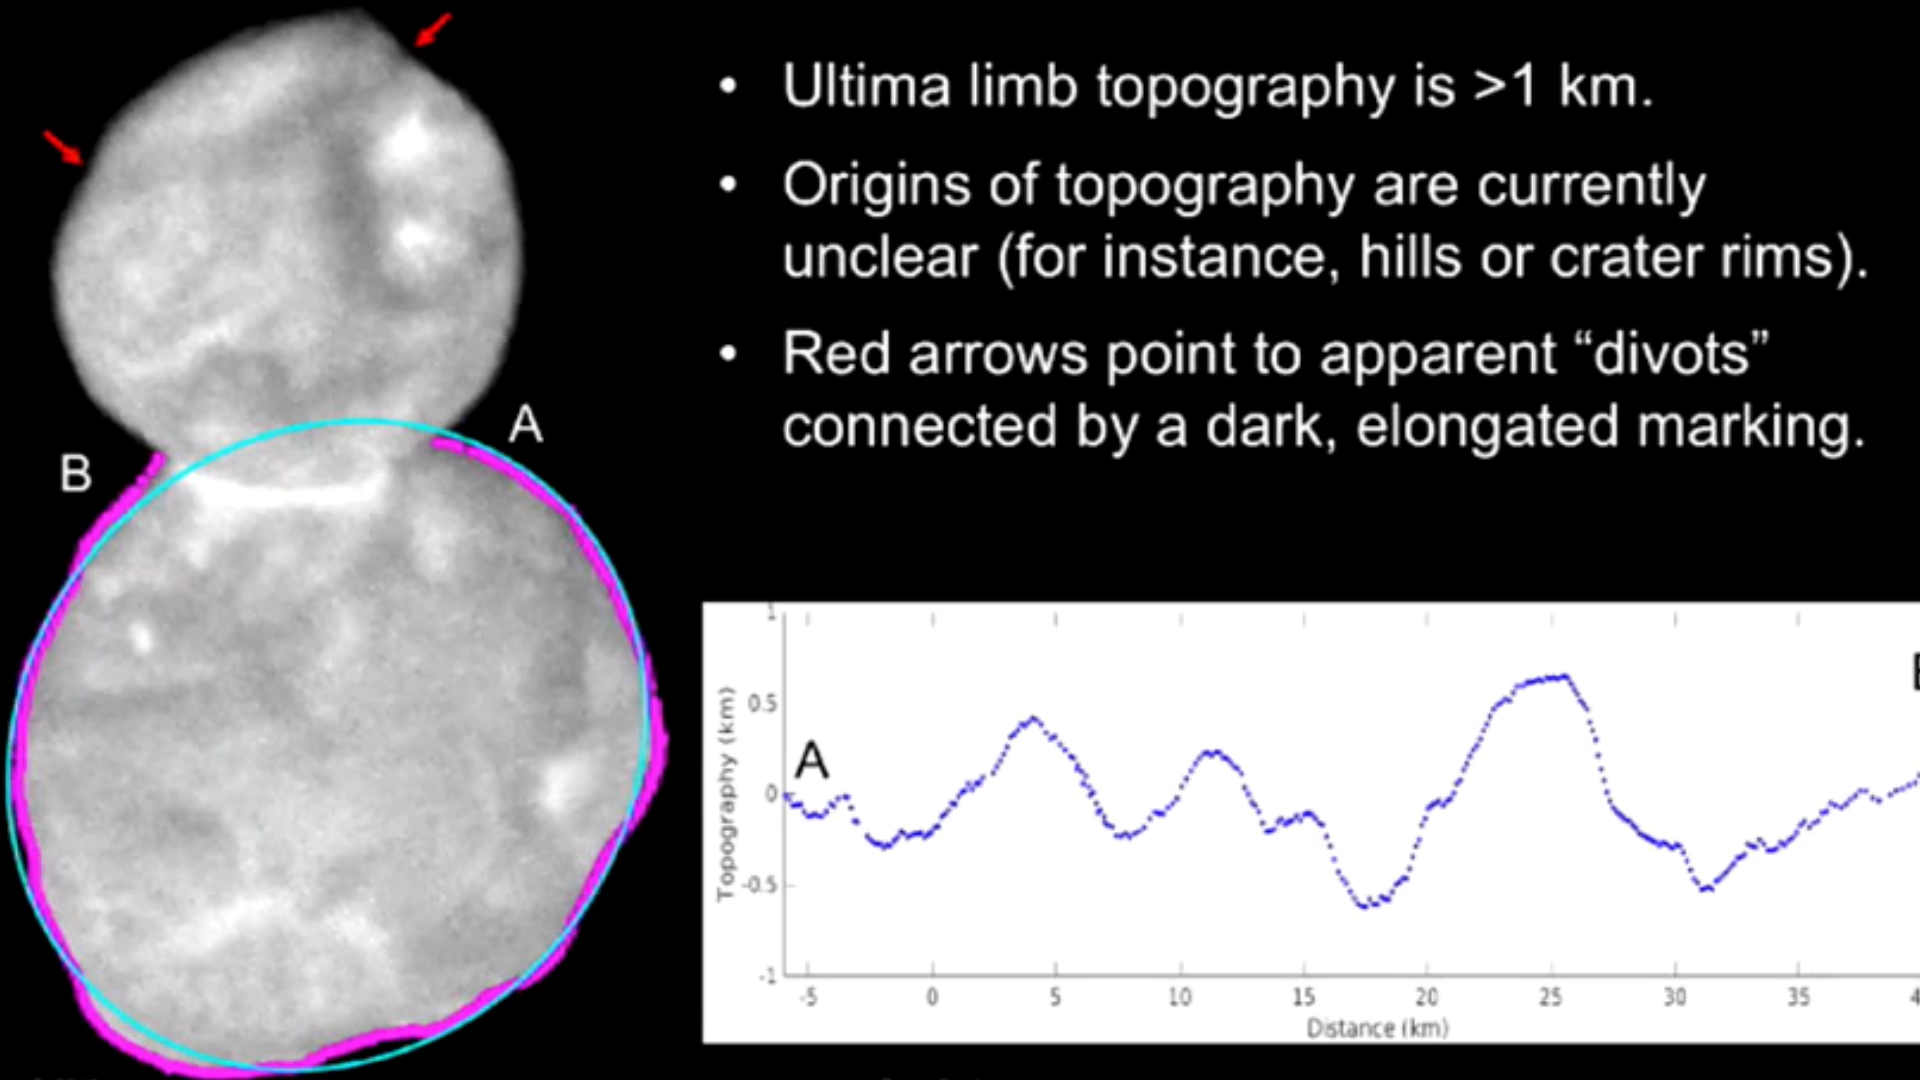 • Ultima limb topography is >1 km.
• Origins of topography are currently
unclear (for instance, hills or crater rims).
• Red arrows point to apparent “divots”
connected by a dark, elongated marking.
A
B
1
0.5
0
-0.5
-1
Topography (km)
A
-5 0 5 10 15 20 25 30 35
Distance (km)